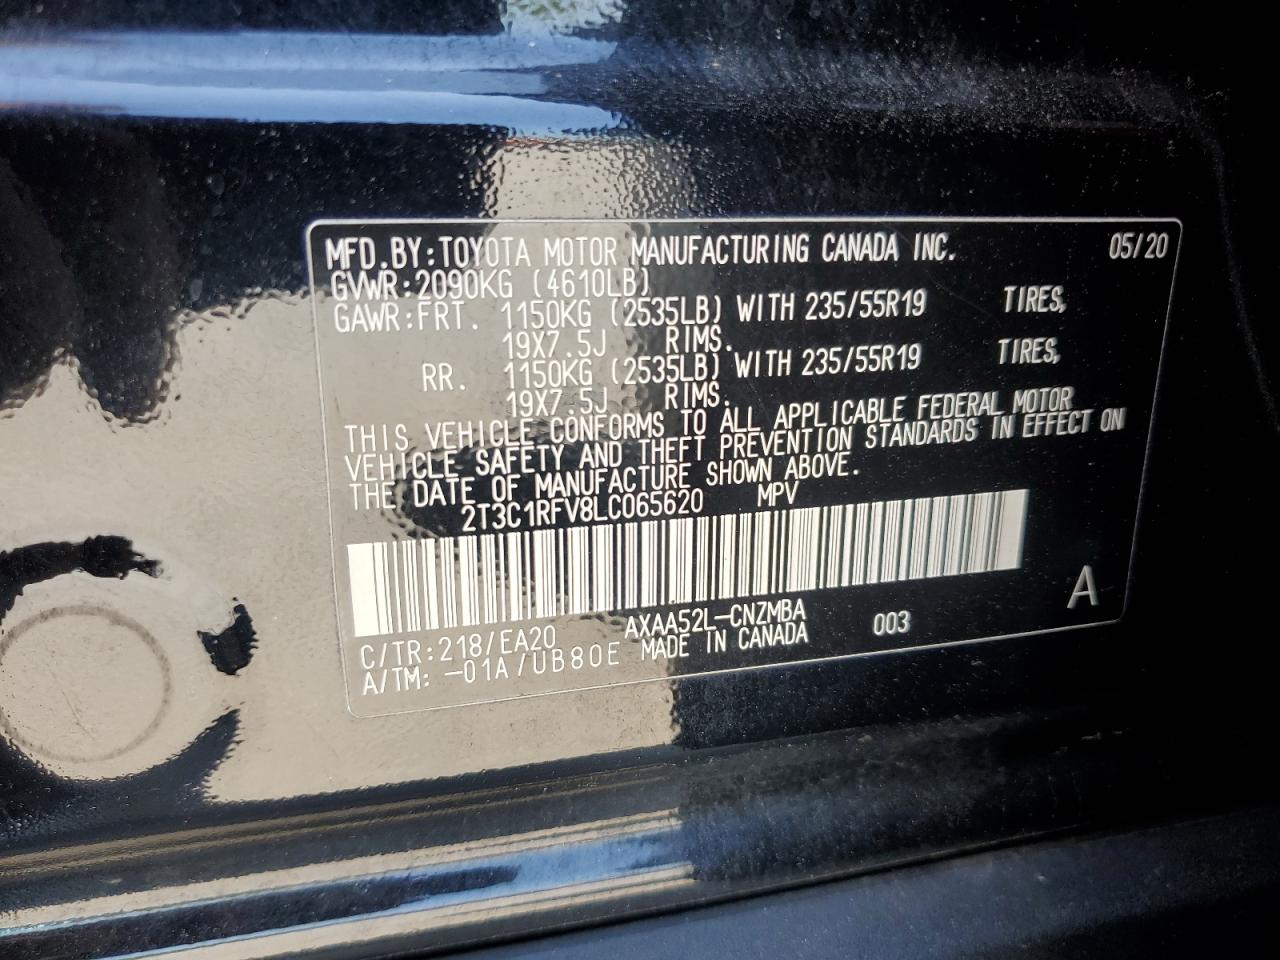 MFD.BY:TOYOTA MOTOR MANUFACTURING CANADA INC. 05/20
GVWR:2090KG (4610LB)
GAWR:FRT. 1150KG (2535LB) WITH 235/55R19 TIRES,
19X7.5J RIMS.
RR. 1150KG (2535LB) WITH 235/55R19 TIRES,
19X7.5J RIMS.
THIS VEHICLE CONFORMS TO ALL APPLICABLE FEDERAL MOTOR
VEHICLE SAFETY AND THEFT PREVENTION STANDARDS IN EFFECT ON
THE DATE OF MANUFACTURE SHOWN ABOVE.
2T3C1RFV8LC065620 MPV
A
C/TR:218/EA20 AXAA52L-CNZMBA 003
A/TM: -01A/UB80E MADE IN CANADA